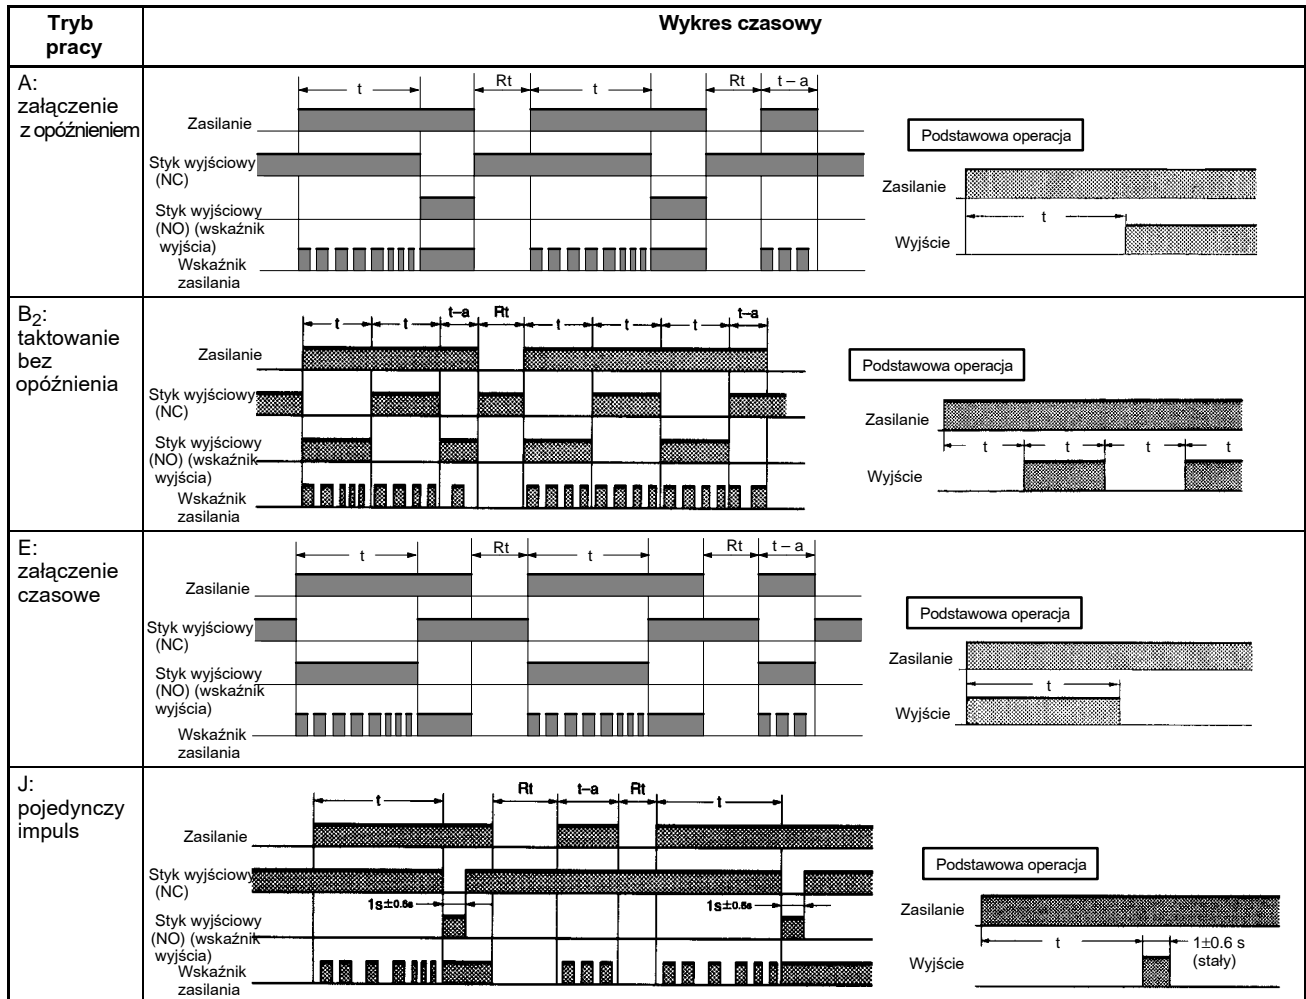 Tryb pracy
Wykres czasowy
A:
załączenie
z opóźnieniem
t
Rt
t
Rt
t – a
Zasilanie
Styk wyjściowy
(NC)
Styk wyjściowy
(NO) (wskaźnik
wyjścia)
Wskaźnik
zasilania
Podstawowa operacja
Zasilanie
t
Wyjście
B2:
taktowanie
bez
opóźnienia
t
t
t–a
Rt
t
t
t
t–a
Zasilanie
Styk wyjściowy
(NC)
Styk wyjściowy
(NO) (wskaźnik
wyjścia)
Wskaźnik
zasilania
Podstawowa operacja
Zasilanie
t
t
t
t
Wyjście
E:
załączenie
czasowe
t
Rt
t
Rt
t – a
Zasilanie
Styk wyjściowy
(NC)
Styk wyjściowy
(NO) (wskaźnik
wyjścia)
Wskaźnik
zasilania
Podstawowa operacja
Zasilanie
t
Wyjście
J:
pojedynczy
impuls
t
Rt
t–a
Rt
t
Zasilanie
Styk wyjściowy
(NC)
1s±0.6s
1s±0.6s
Styk wyjściowy
(NO) (wskaźnik
wyjścia)
Wskaźnik
zasilania
Podstawowa operacja
Zasilanie
t
1±0.6 s
(stały)
Wyjście